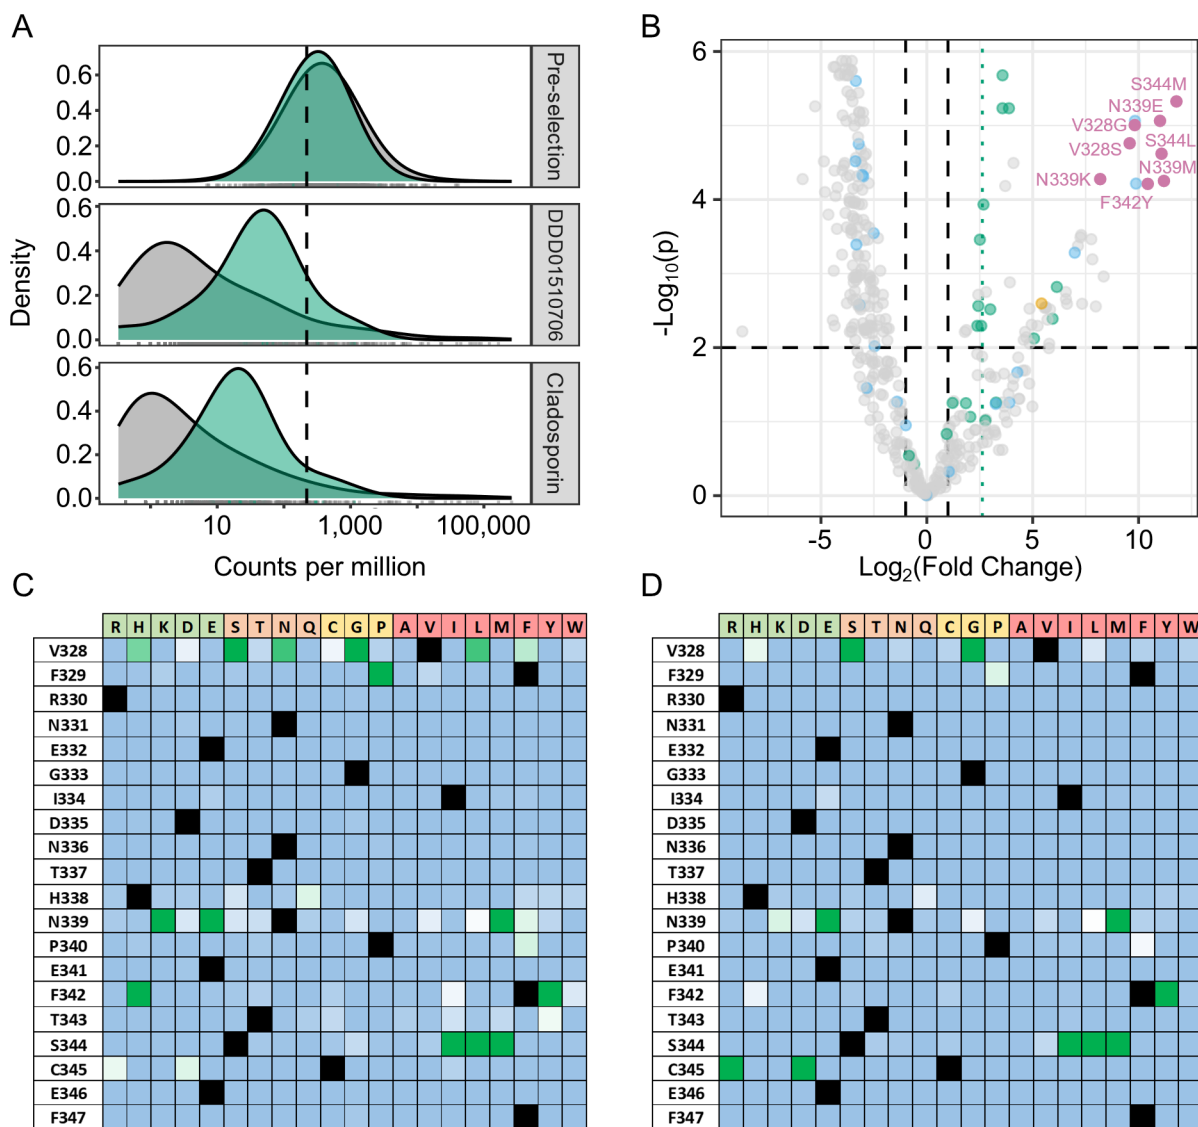 A
0.6
0.4
0.2
0.0
Pre-selection
0.6
0.4
0.2
0.0
DDD01510706
0.6
0.4
0.2
0.0
Cladosporin
Density
10 1,000 100,000
Counts per million
B
6
4
2
0
-Log10(p)
S344M
N339E
V328G
S344L
V328S
N339M
N339K
F342Y
-5 0 5 10
Log2(Fold Change)
C
R H K D E S T N Q C G P A V I L M F Y W
V328
F329
R330
N331
E332
G333
I334
D335
N336
T337
H338
N339
P340
E341
F342
T343
S344
C345
E346
F347
D
R H K D E S T N Q C G P A V I L M F Y W
V328
F329
R330
N331
E332
G333
I334
D335
N336
T337
H338
N339
P340
E341
F342
T343
S344
C345
E346
F347